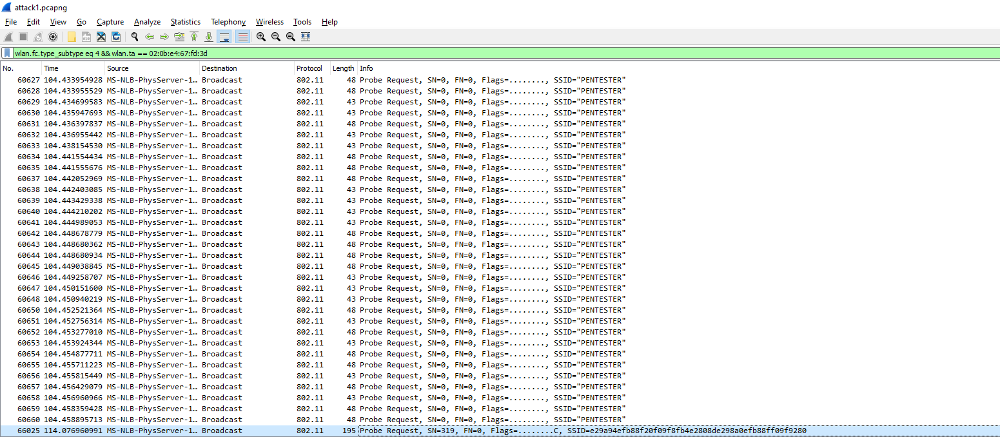 attack1.pcapng
File Edit View Go Capture Analyze Statistics Telephony Wireless Tools Help
wlan.fc.type_subtype eq 4 && wlan.ta == 02:0b:e4:67:fd:3d
No. Time Source Destination Protocol Length Info
60627 104.433954928 MS-NLB-PhysServer-1… Broadcast 802.11 48 Probe Request, SN=0, FN=0, Flags=........, SSID="PENTESTER"
60628 104.433955529 MS-NLB-PhysServer-1… Broadcast 802.11 48 Probe Request, SN=0, FN=0, Flags=........, SSID="PENTESTER"
60629 104.434699583 MS-NLB-PhysServer-1… Broadcast 802.11 43 Probe Request, SN=0, FN=0, Flags=........, SSID="PENTESTER"
60630 104.435947693 MS-NLB-PhysServer-1… Broadcast 802.11 43 Probe Request, SN=0, FN=0, Flags=........, SSID="PENTESTER"
60631 104.436397837 MS-NLB-PhysServer-1… Broadcast 802.11 48 Probe Request, SN=0, FN=0, Flags=........, SSID="PENTESTER"
60632 104.436955442 MS-NLB-PhysServer-1… Broadcast 802.11 43 Probe Request, SN=0, FN=0, Flags=........, SSID="PENTESTER"
60633 104.438154530 MS-NLB-PhysServer-1… Broadcast 802.11 43 Probe Request, SN=0, FN=0, Flags=........, SSID="PENTESTER"
60634 104.441554434 MS-NLB-PhysServer-1… Broadcast 802.11 48 Probe Request, SN=0, FN=0, Flags=........, SSID="PENTESTER"
60635 104.441555676 MS-NLB-PhysServer-1… Broadcast 802.11 48 Probe Request, SN=0, FN=0, Flags=........, SSID="PENTESTER"
60637 104.442052969 MS-NLB-PhysServer-1… Broadcast 802.11 48 Probe Request, SN=0, FN=0, Flags=........, SSID="PENTESTER"
60638 104.442403085 MS-NLB-PhysServer-1… Broadcast 802.11 43 Probe Request, SN=0, FN=0, Flags=........, SSID="PENTESTER"
60639 104.443429338 MS-NLB-PhysServer-1… Broadcast 802.11 43 Probe Request, SN=0, FN=0, Flags=........, SSID="PENTESTER"
60640 104.444210202 MS-NLB-PhysServer-1… Broadcast 802.11 48 Probe Request, SN=0, FN=0, Flags=........, SSID="PENTESTER"
60641 104.444989053 MS-NLB-PhysServer-1… Broadcast 802.11 43 Probe Request, SN=0, FN=0, Flags=........, SSID="PENTESTER"
60642 104.448678779 MS-NLB-PhysServer-1… Broadcast 802.11 48 Probe Request, SN=0, FN=0, Flags=........, SSID="PENTESTER"
60643 104.448680362 MS-NLB-PhysServer-1… Broadcast 802.11 48 Probe Request, SN=0, FN=0, Flags=........, SSID="PENTESTER"
60644 104.448680934 MS-NLB-PhysServer-1… Broadcast 802.11 48 Probe Request, SN=0, FN=0, Flags=........, SSID="PENTESTER"
60645 104.449038845 MS-NLB-PhysServer-1… Broadcast 802.11 48 Probe Request, SN=0, FN=0, Flags=........, SSID="PENTESTER"
60646 104.449258707 MS-NLB-PhysServer-1… Broadcast 802.11 43 Probe Request, SN=0, FN=0, Flags=........, SSID="PENTESTER"
60647 104.450151600 MS-NLB-PhysServer-1… Broadcast 802.11 43 Probe Request, SN=0, FN=0, Flags=........, SSID="PENTESTER"
60648 104.450940219 MS-NLB-PhysServer-1… Broadcast 802.11 43 Probe Request, SN=0, FN=0, Flags=........, SSID="PENTESTER"
60650 104.452521364 MS-NLB-PhysServer-1… Broadcast 802.11 48 Probe Request, SN=0, FN=0, Flags=........, SSID="PENTESTER"
60651 104.452756314 MS-NLB-PhysServer-1… Broadcast 802.11 43 Probe Request, SN=0, FN=0, Flags=........, SSID="PENTESTER"
60652 104.453277010 MS-NLB-PhysServer-1… Broadcast 802.11 48 Probe Request, SN=0, FN=0, Flags=........, SSID="PENTESTER"
60653 104.453924344 MS-NLB-PhysServer-1… Broadcast 802.11 43 Probe Request, SN=0, FN=0, Flags=........, SSID="PENTESTER"
60654 104.454877711 MS-NLB-PhysServer-1… Broadcast 802.11 48 Probe Request, SN=0, FN=0, Flags=........, SSID="PENTESTER"
60655 104.455711223 MS-NLB-PhysServer-1… Broadcast 802.11 48 Probe Request, SN=0, FN=0, Flags=........, SSID="PENTESTER"
60656 104.455815449 MS-NLB-PhysServer-1… Broadcast 802.11 43 Probe Request, SN=0, FN=0, Flags=........, SSID="PENTESTER"
60657 104.456429079 MS-NLB-PhysServer-1… Broadcast 802.11 48 Probe Request, SN=0, FN=0, Flags=........, SSID="PENTESTER"
60658 104.456960966 MS-NLB-PhysServer-1… Broadcast 802.11 43 Probe Request, SN=0, FN=0, Flags=........, SSID="PENTESTER"
60659 104.458359428 MS-NLB-PhysServer-1… Broadcast 802.11 48 Probe Request, SN=0, FN=0, Flags=........, SSID="PENTESTER"
60660 104.458895713 MS-NLB-PhysServer-1… Broadcast 802.11 48 Probe Request, SN=0, FN=0, Flags=........, SSID="PENTESTER"
66025 114.076960991 MS-NLB-PhysServer-1… Broadcast 802.11 195 Probe Request, SN=319, FN=0, Flags=........C, SSID=e29a94efb88f20f09f8fb4e2808de298a0efb88ff09f9280